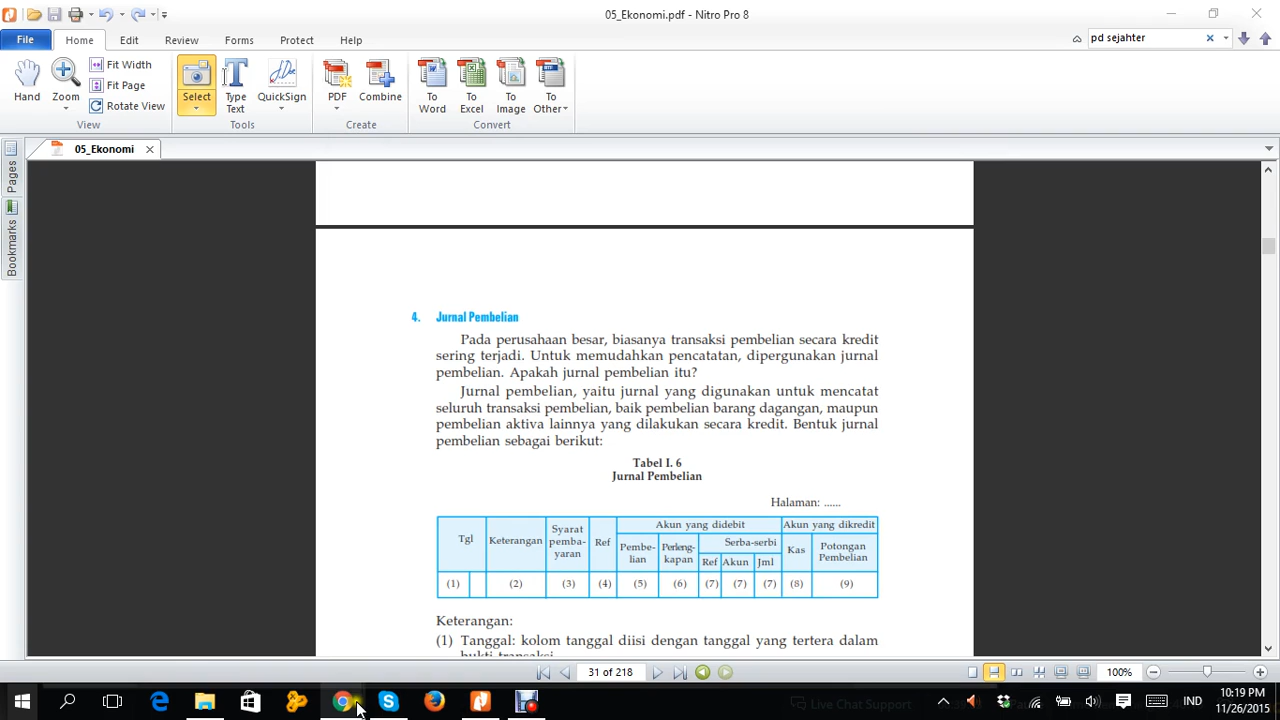 05_Ekonomi.pdf - Nitro Pro 8
File Home Edit Review Forms Protect Help
pd sejahter
Hand
Zoom
Fit Width
Fit Page
Rotate View
View
Select
Type Text
QuickSign
Tools
PDF
Combine
Create
To Word
To Excel
To Image
To Other
Convert
05_Ekonomi
Pages
Bookmarks
4. Jurnal Pembelian
Pada perusahaan besar, biasanya transaksi pembelian secara kredit
sering terjadi. Untuk memudahkan pencatatan, dipergunakan jurnal
pembelian. Apakah jurnal pembelian itu?
Jurnal pembelian, yaitu jurnal yang digunakan untuk mencatat
seluruh transaksi pembelian, baik pembelian barang dagangan, maupun
pembelian aktiva lainnya yang dilakukan secara kredit. Bentuk jurnal
pembelian sebagai berikut:
Tabel I. 6
Jurnal Pembelian
Halaman: ......
Akun yang didebit Akun yang dikredit
Tgl Keterangan Syarat pemba-yaran Ref Pembe-lian Perleng-kapan Serba-serbi Kas Potongan Pembelian
Ref Akun Jml
(1) (2) (3) (4) (5) (6) (7) (7) (7) (8) (9)
Keterangan:
(1) Tanggal: kolom tanggal diisi dengan tanggal yang tertera dalam
bukti transaksi.
31 of 218
100%
Live Chat Support
IND
10:19 PM
11/26/2015